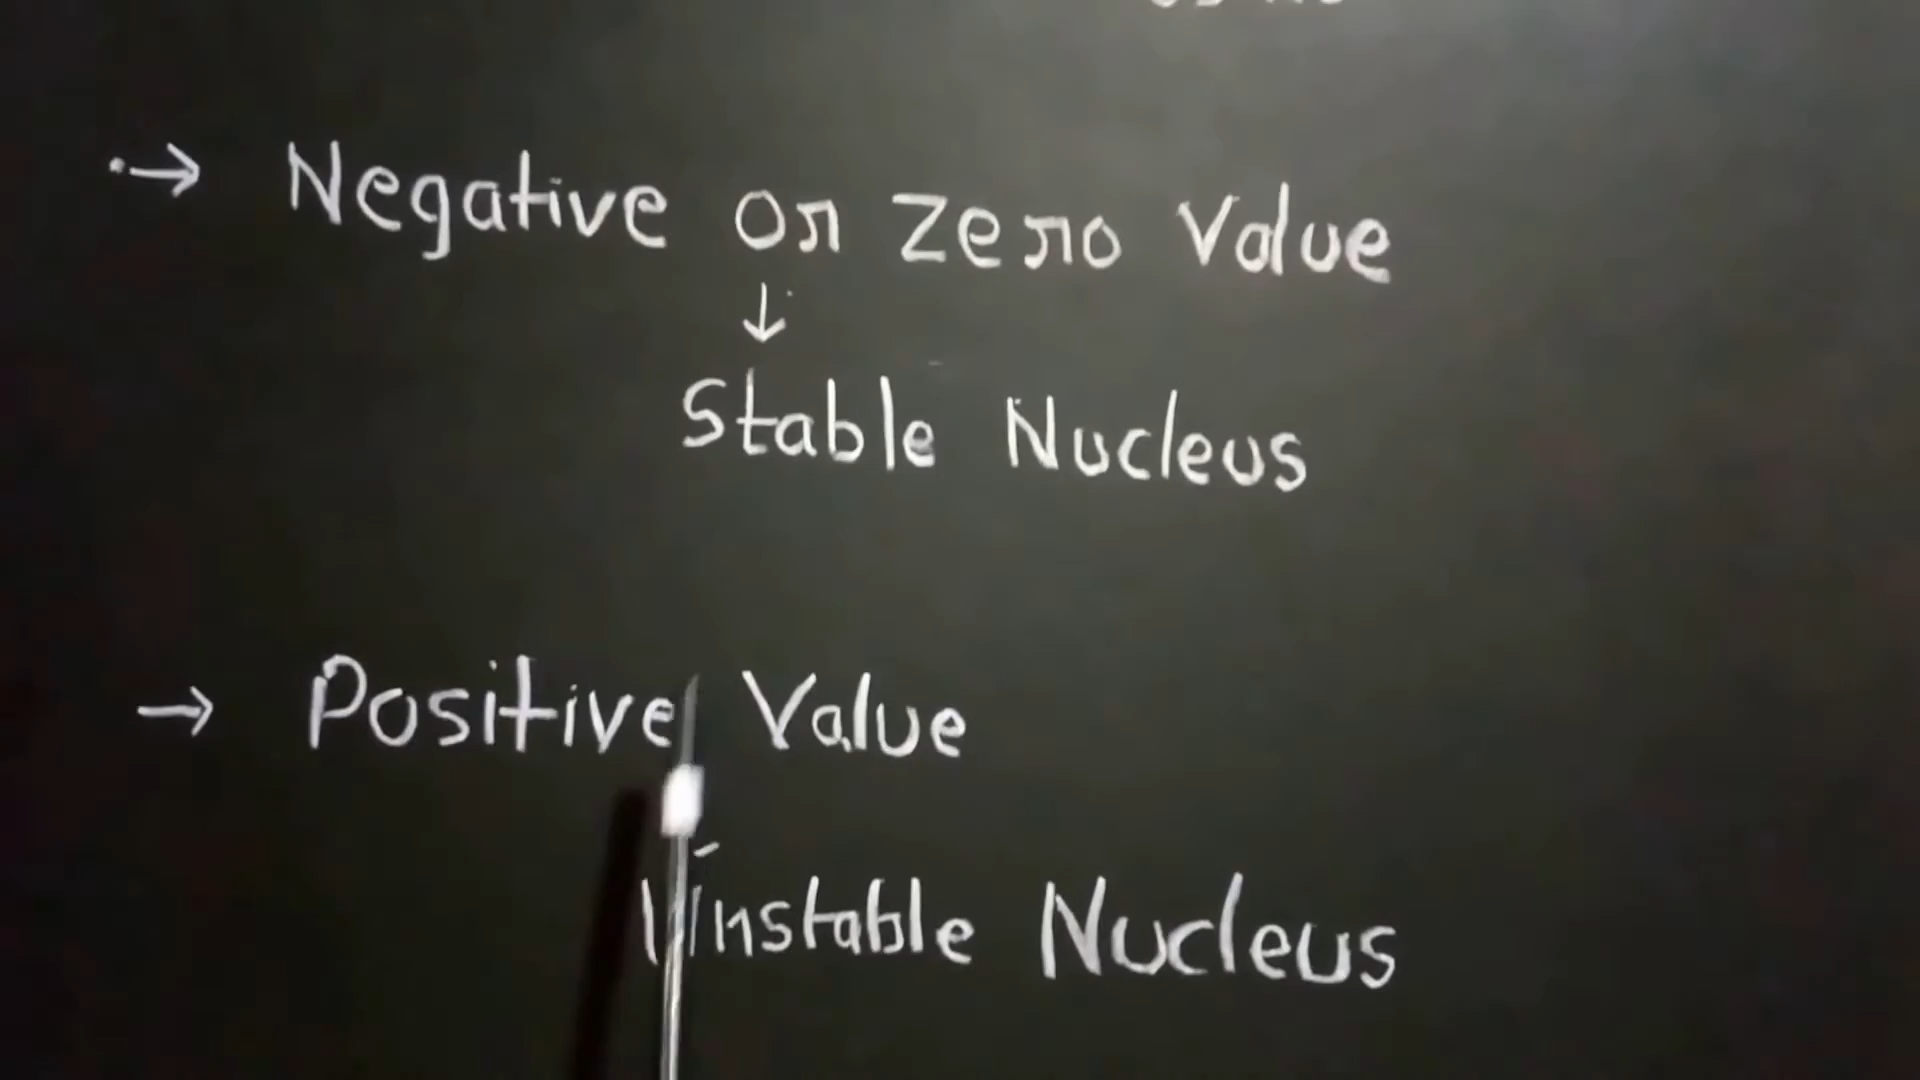 → Negative or Zero Value
↓
Stable Nucleus
→ Positive Value
Unstable Nucleus